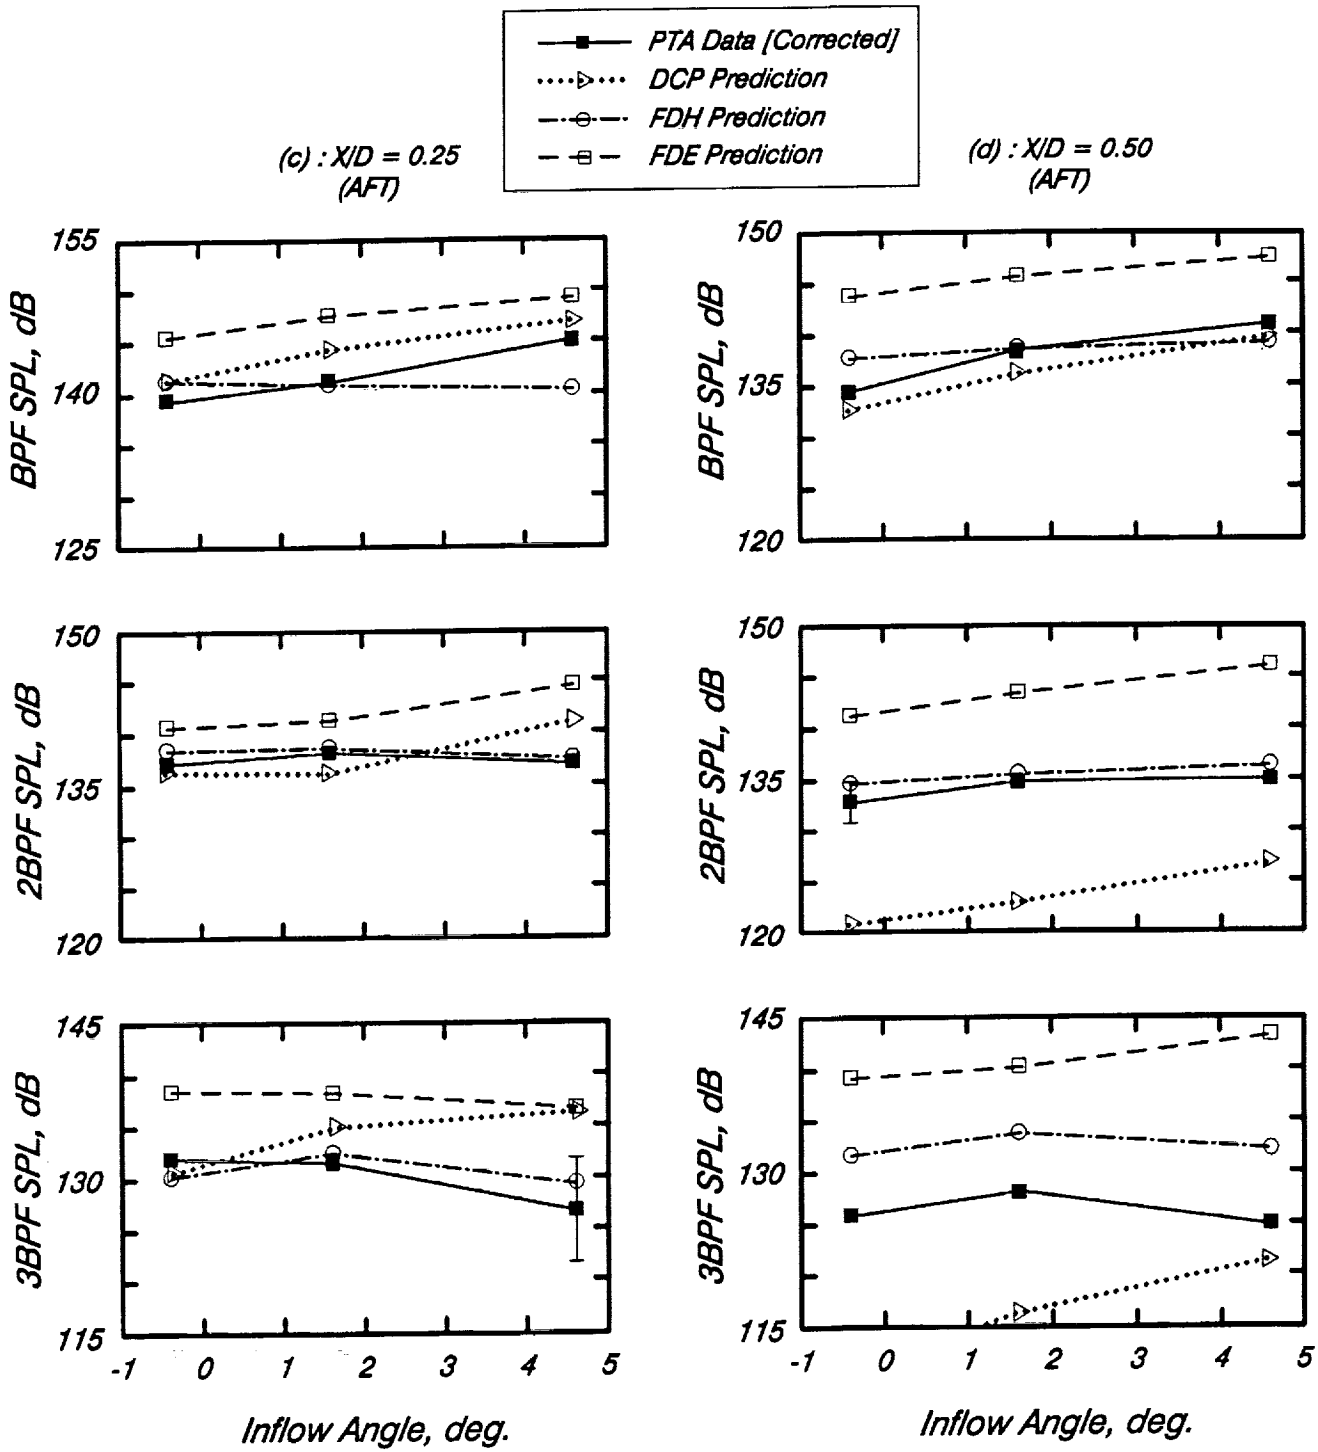 PTA Data [Corrected]
DCP Prediction
FDH Prediction
FDE Prediction
(c) : X/D = 0.25
(AFT)
(d) : X/D = 0.50
(AFT)
155
140
125
BPF SPL, dB
150
135
120
BPF SPL, dB
150
135
120
2BPF SPL, dB
150
135
120
2BPF SPL, dB
145
130
115
3BPF SPL, dB
-1 0 1 2 3 4 5
Inflow Angle, deg.
145
130
115
3BPF SPL, dB
-1 0 1 2 3 4 5
Inflow Angle, deg.